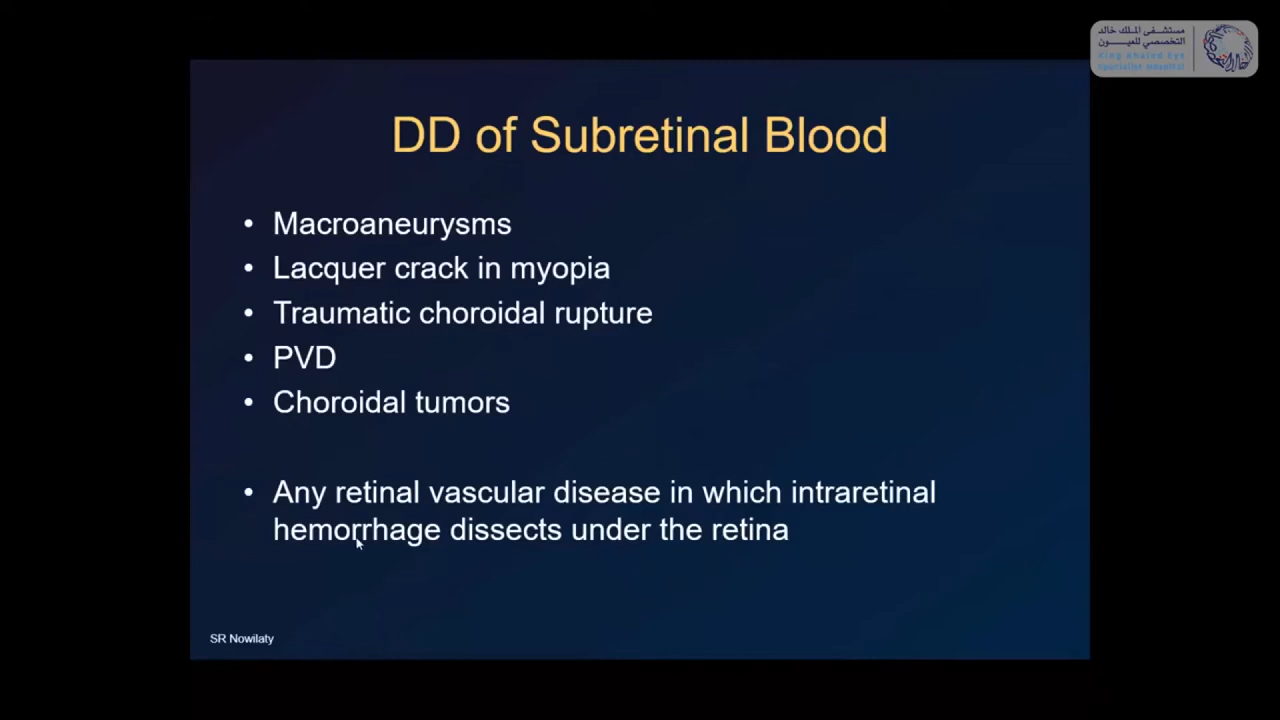 مستشفى الملك خالد
التخصصي للعيون
King Khaled Eye
Specialist Hospital
DD of Subretinal Blood
• Macroaneurysms
• Lacquer crack in myopia
• Traumatic choroidal rupture
• PVD
• Choroidal tumors
• Any retinal vascular disease in which intraretinal
hemorrhage dissects under the retina
SR Nowilaty